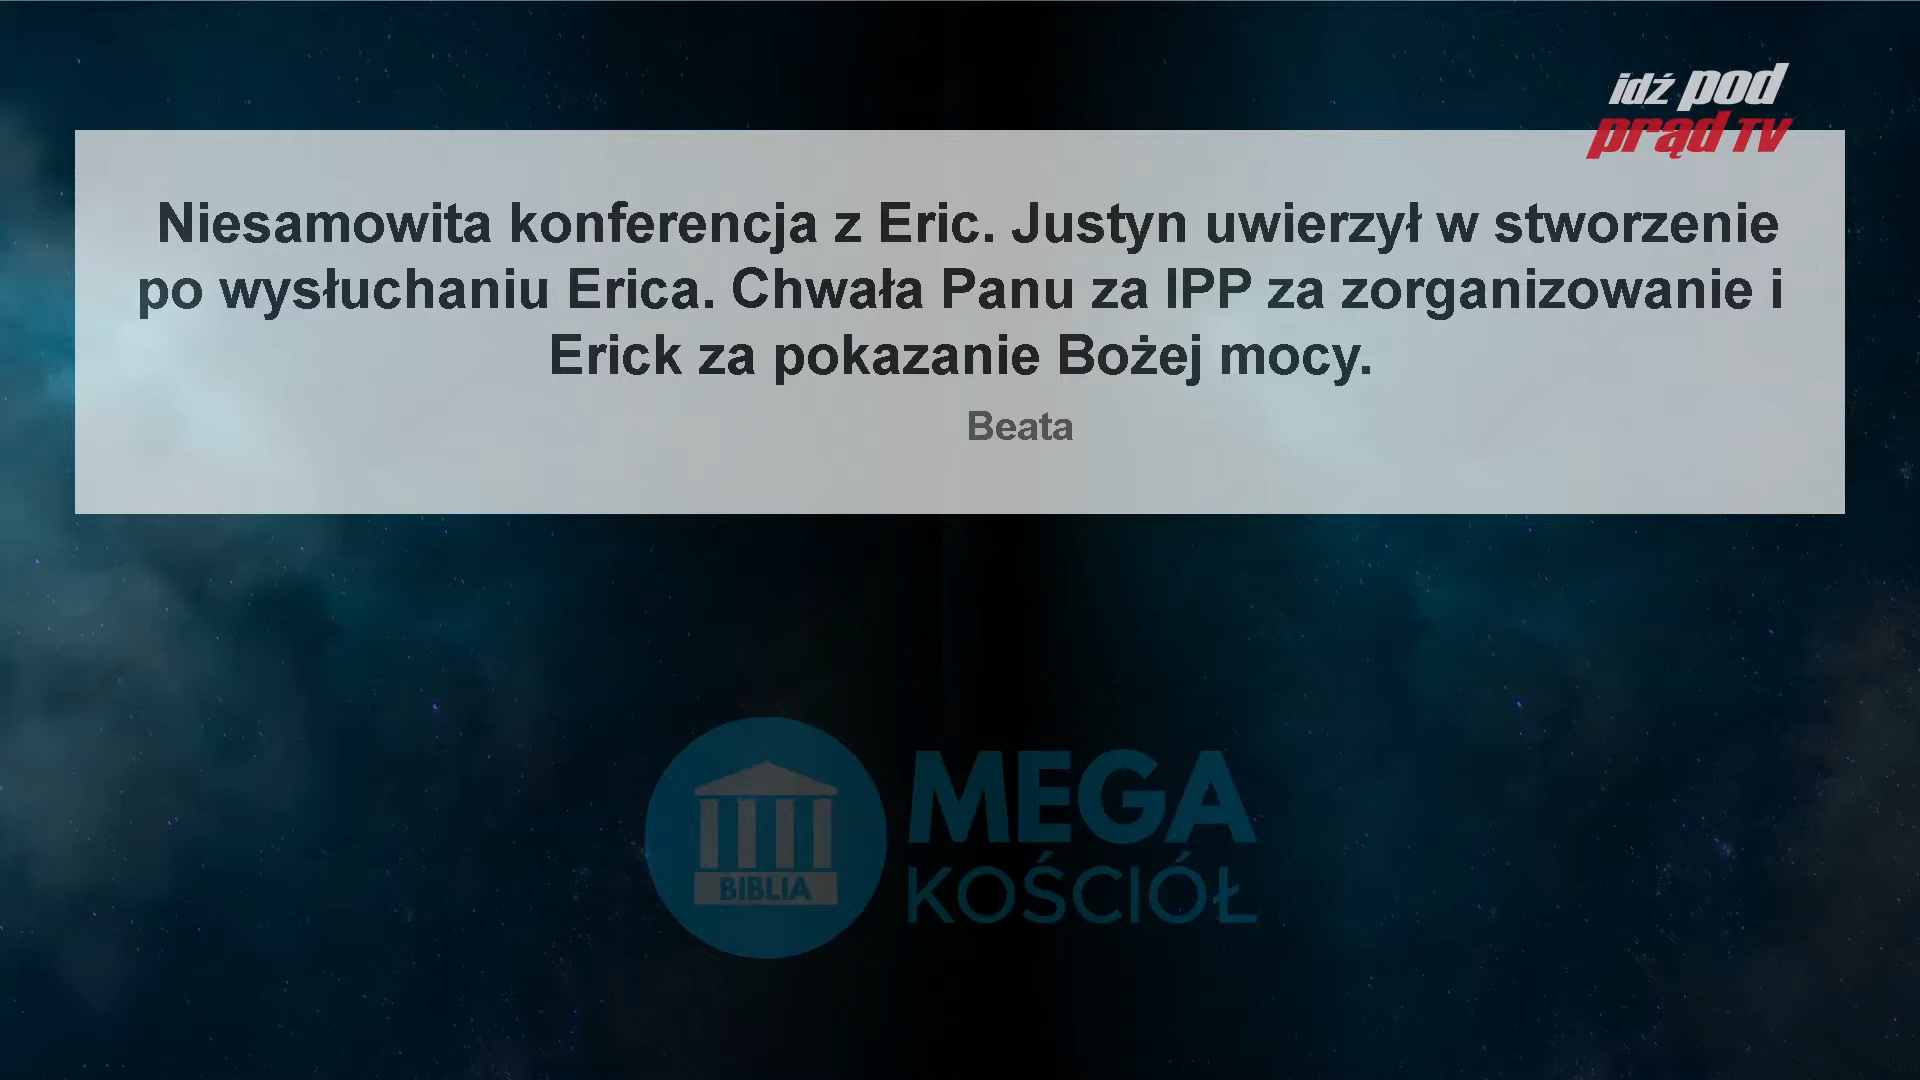 idź pod
prąd TV
Niesamowita konferencja z Eric. Justyn uwierzył w stworzenie
po wysłuchaniu Erica. Chwała Panu za IPP za zorganizowanie i
Erick za pokazanie Bożej mocy.
Beata
MEGA
KOŚCIÓŁ
BIBLIA